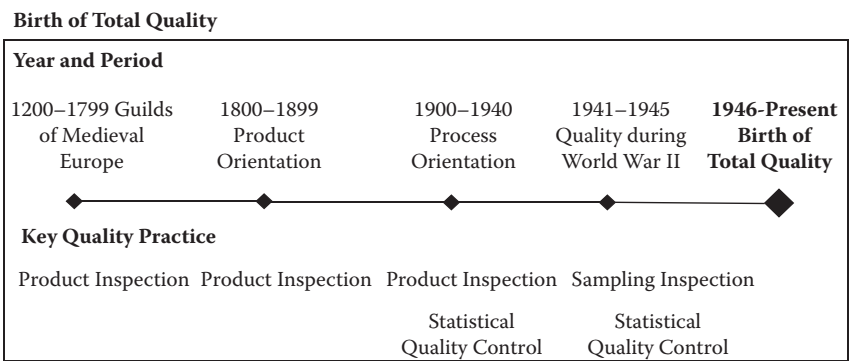 Birth of Total Quality
Year and Period
1200–1799 Guilds
of Medieval
Europe
1800–1899
Product
Orientation
1900–1940
Process
Orientation
1941–1945
Quality during
World War II
1946-Present
Birth of
Total Quality
Key Quality Practice
Product Inspection
Product Inspection
Product Inspection
Statistical
Quality Control
Sampling Inspection
Statistical
Quality Control